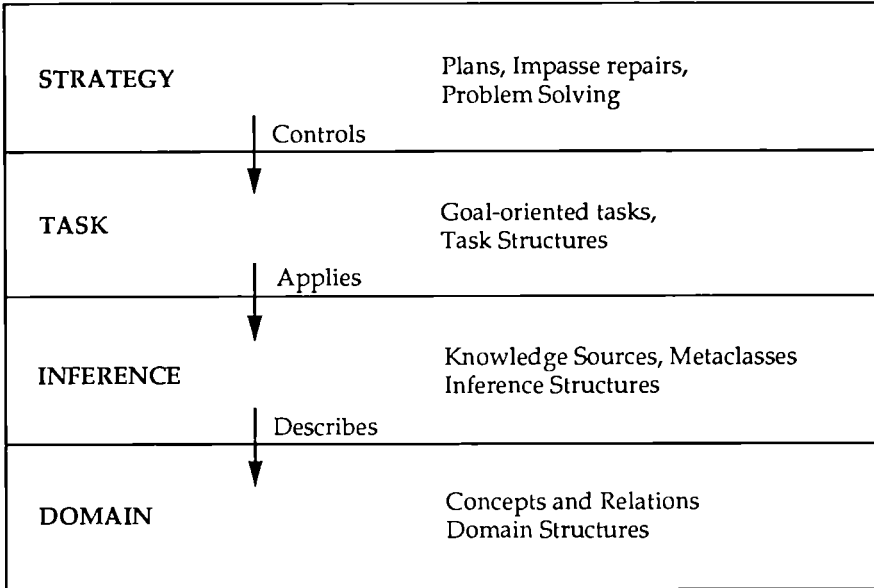 STRATEGY
Plans, Impasse repairs,
Problem Solving
Controls
TASK
Goal-oriented tasks,
Task Structures
Applies
INFERENCE
Knowledge Sources, Metaclasses
Inference Structures
Describes
DOMAIN
Concepts and Relations
Domain Structures